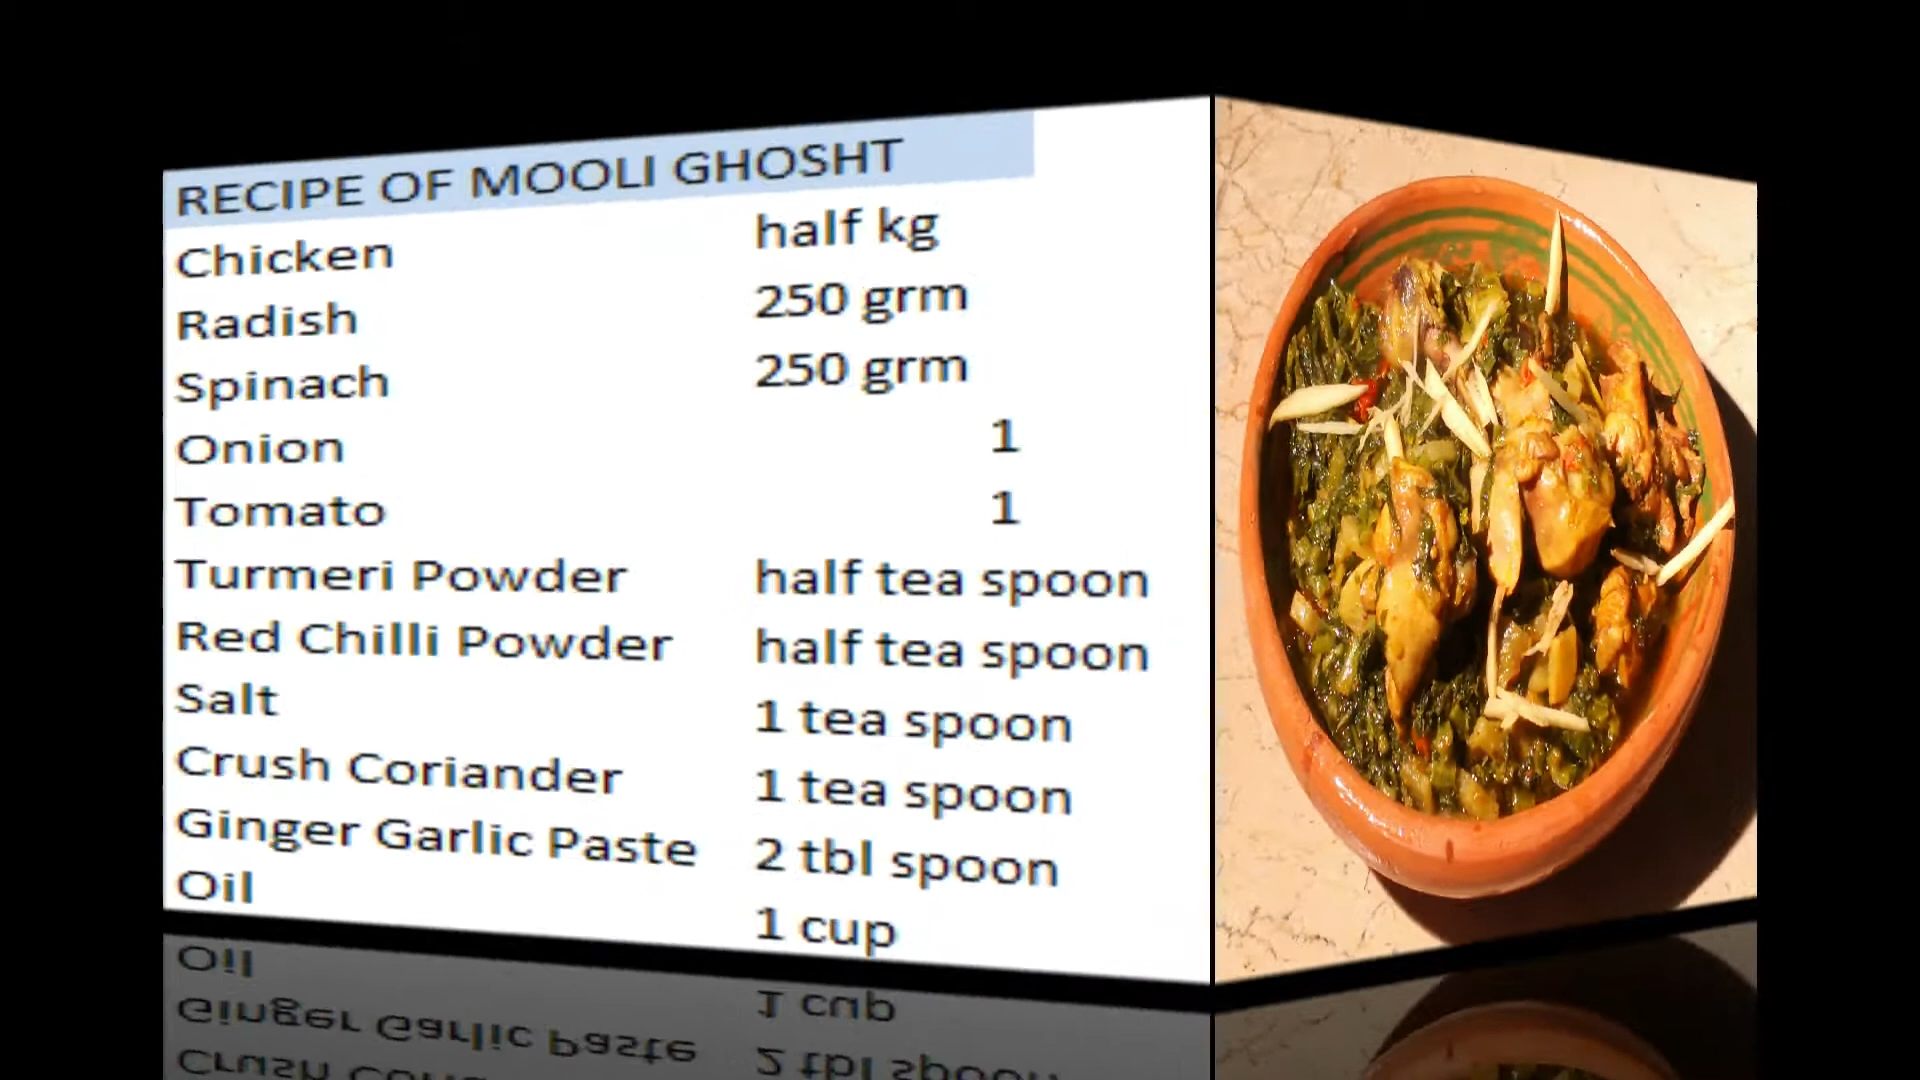 RECIPE OF MOOLI GHOSHT
Chicken half kg
Radish 250 grm
Spinach 250 grm
Onion 1
Tomato 1
Turmeri Powder half tea spoon
Red Chilli Powder half tea spoon
Salt 1 tea spoon
Crush Coriander 1 tea spoon
Ginger Garlic Paste 2 tbl spoon
Oil 1 cup